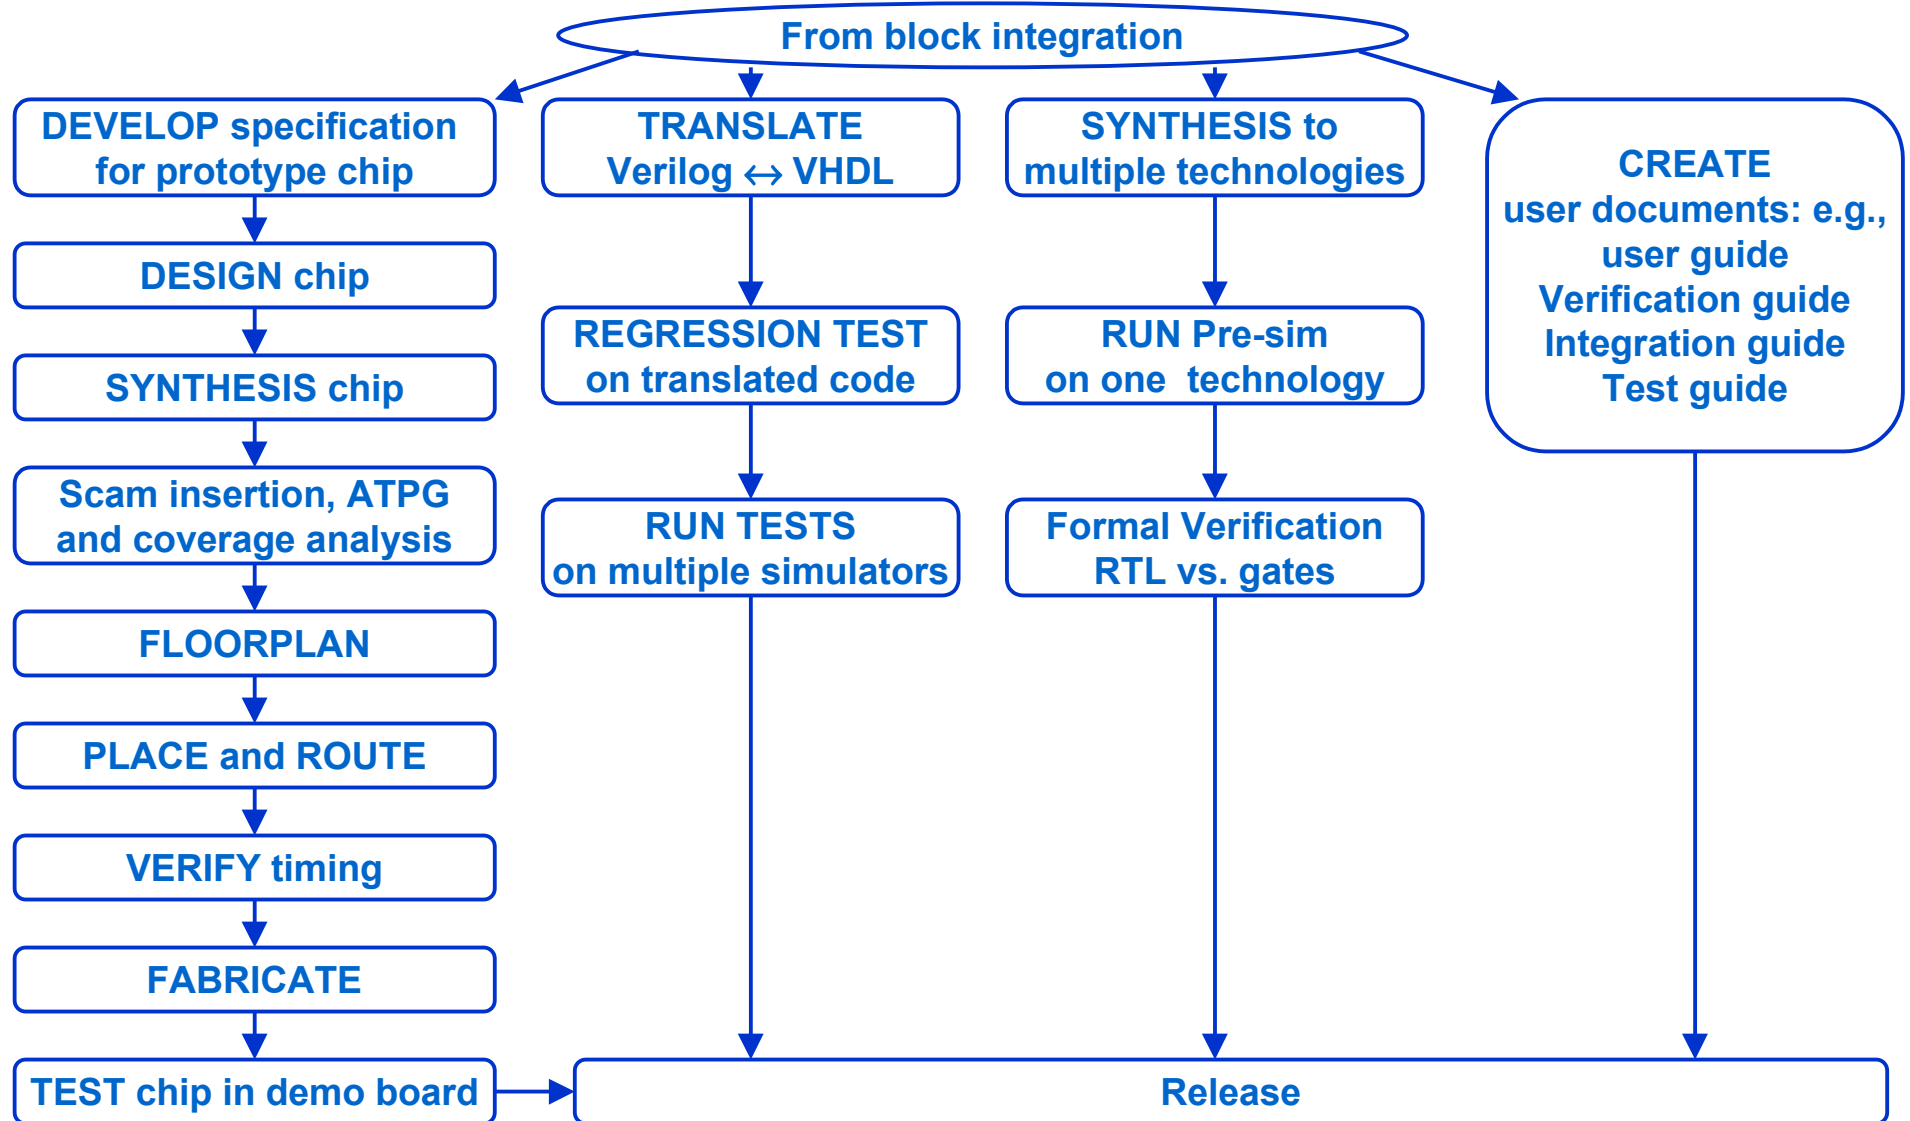 From block integration
DEVELOP specification
for prototype chip
DESIGN chip
SYNTHESIS chip
Scam insertion, ATPG
and coverage analysis
FLOORPLAN
PLACE and ROUTE
VERIFY timing
FABRICATE
TEST chip in demo board
TRANSLATE
Verilog ↔ VHDL
REGRESSION TEST
on translated code
RUN TESTS
on multiple simulators
SYNTHESIS to
multiple technologies
RUN Pre-sim
on one technology
Formal Verification
RTL vs. gates
CREATE
user documents: e.g.,
user guide
Verification guide
Integration guide
Test guide
Release